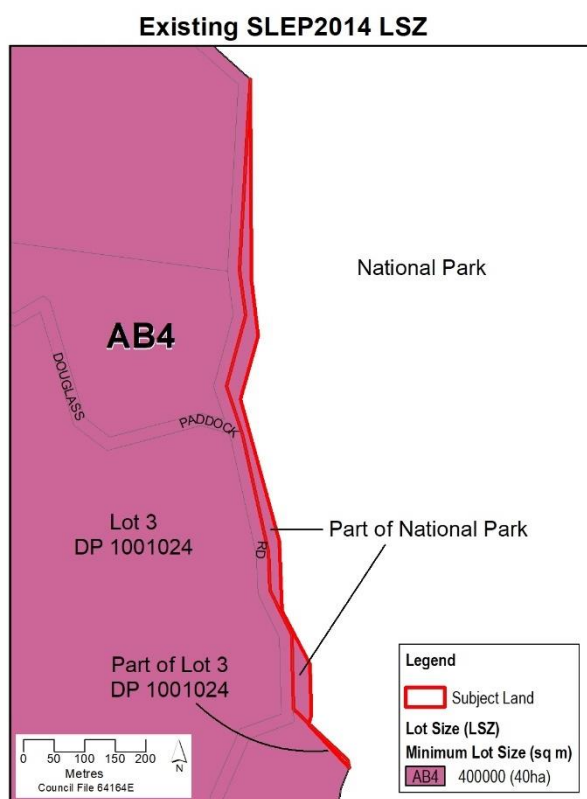 Existing SLEP2014 LSZ
National Park
AB4
DOUGLASS
PADDOCK
RD
Lot 3
DP 1001024
Part of National Park
Part of Lot 3
DP 1001024
Legend
Subject Land
Lot Size (LSZ)
Minimum Lot Size (sq m)
AB4 400000 (40ha)
0 50 100 150 200
Metres
N
Council File 64164E